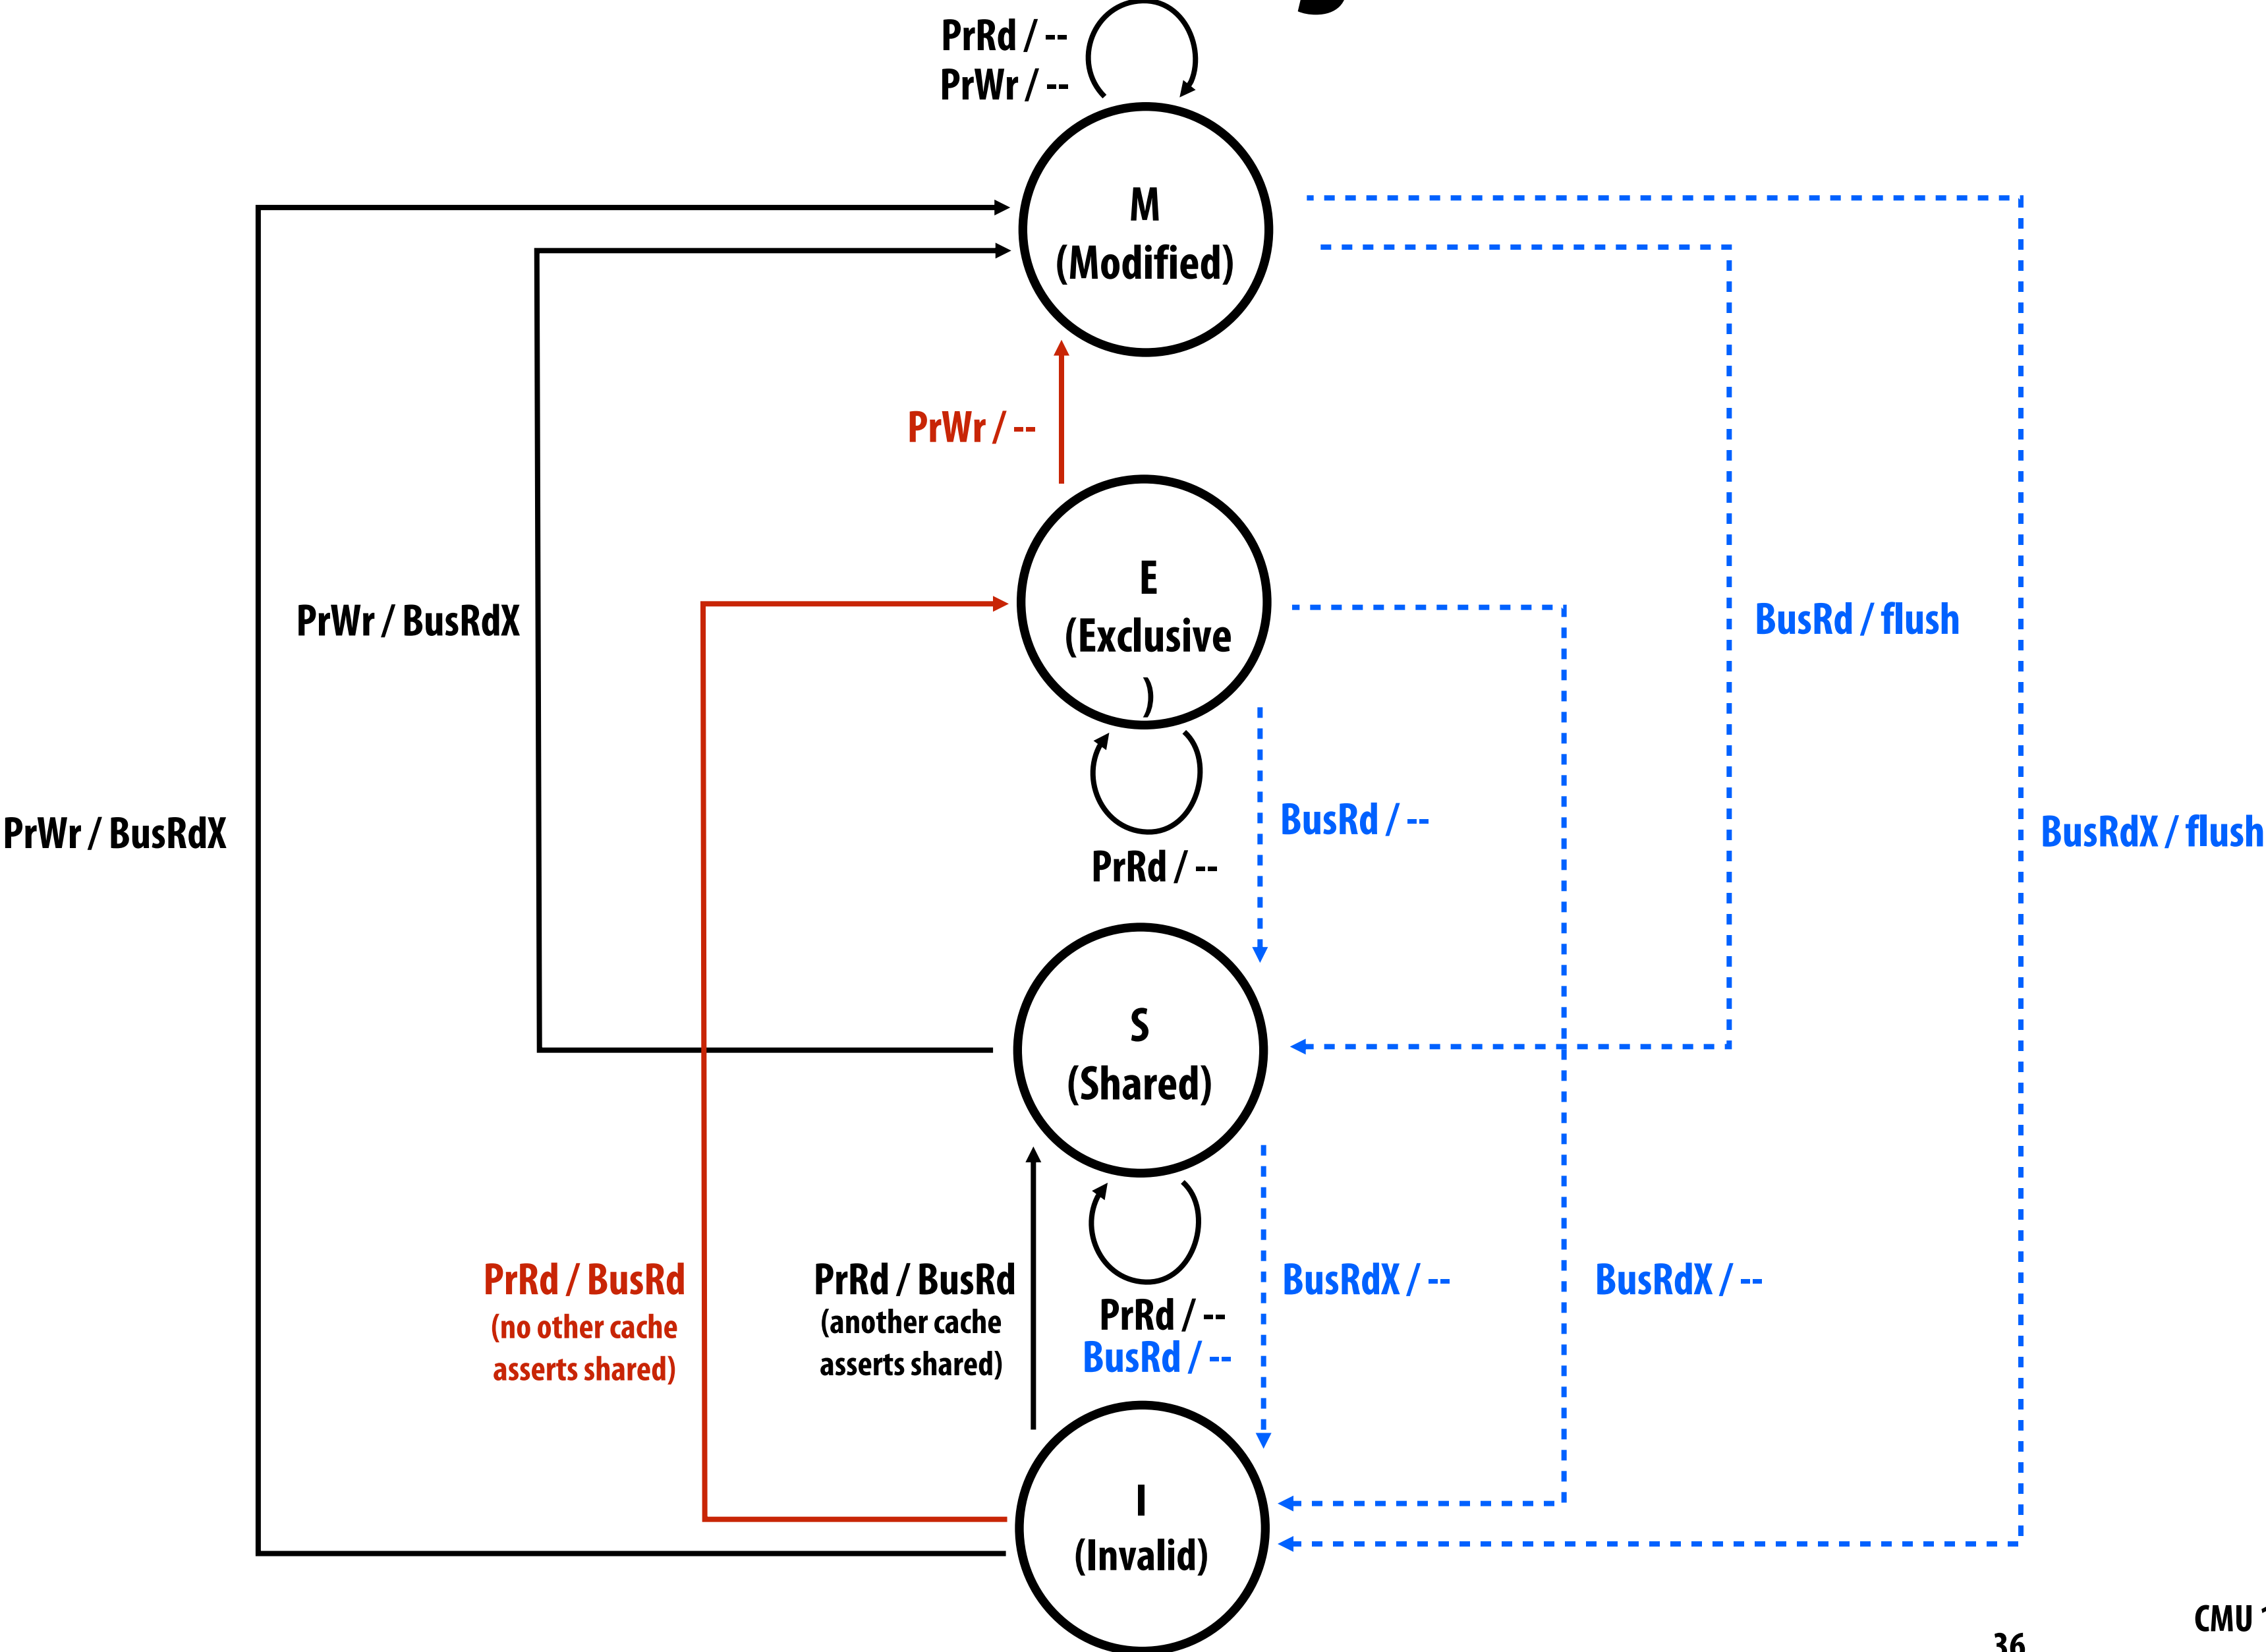 PrRd / --
PrWr / --
M
(Modified)
PrWr / --
E
(Exclusive
)
PrWr / BusRdX
BusRd / flush
PrWr / BusRdX
BusRd / --
BusRdX / flush
PrRd / --
S
(Shared)
PrRd / BusRd
(no other cache
asserts shared)
PrRd / BusRd
(another cache
asserts shared)
PrRd / --
BusRd / --
BusRdX / --
BusRdX / --
I
(Invalid)
CMU
36